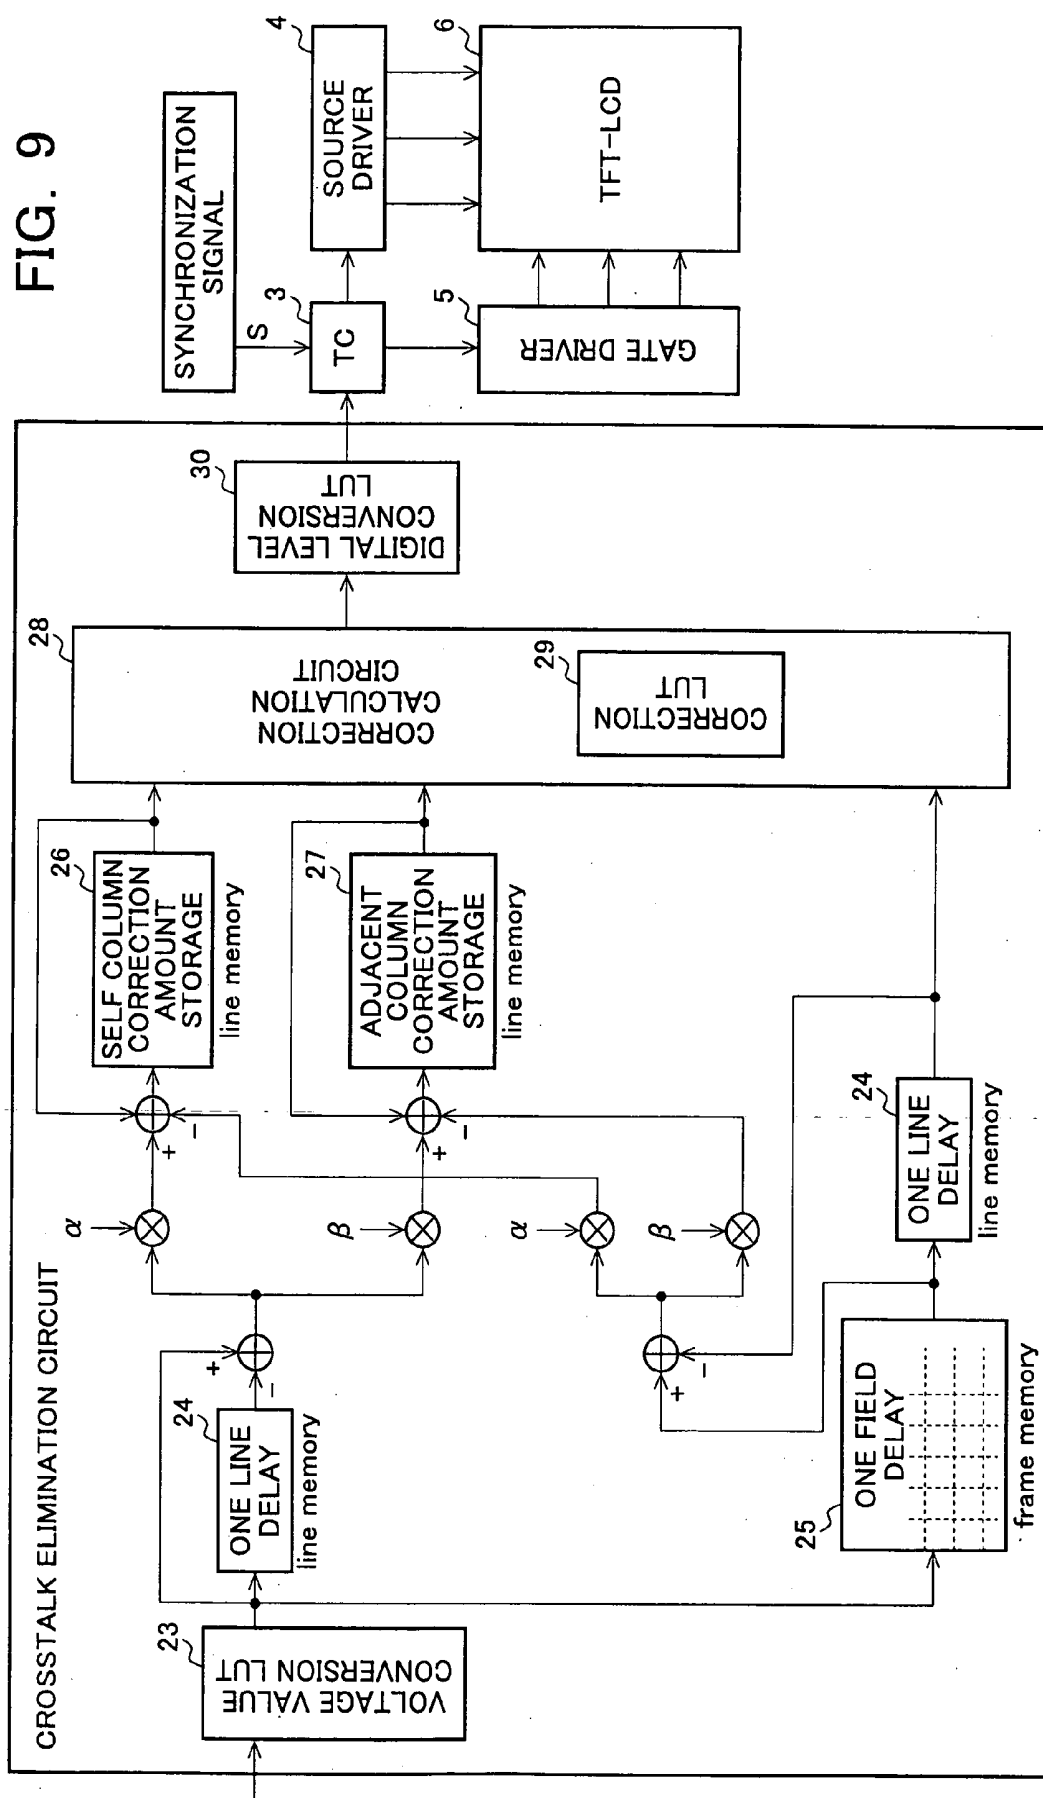 FIG. 9
CROSSTALK ELIMINATION CIRCUIT
23
VOLTAGE VALUE
CONVERSION LUT
24
ONE LINE
DELAY
line memory
+
−
α
β
+
−
+
−
26
SELF COLUMN
CORRECTION
AMOUNT
STORAGE
line memory
27
ADJACENT
COLUMN
CORRECTION
AMOUNT
STORAGE
line memory
α
β
+
−
25
ONE FIELD
DELAY
frame memory
24
ONE LINE
DELAY
line memory
28
CORRECTION
CALCULATION
CIRCUIT
29
CORRECTION
LUT
30
DIGITAL LEVEL
CONVERSION
LUT
SYNCHRONIZATION
SIGNAL
S
3
TC
4
SOURCE
DRIVER
5
GATE DRIVER
6
TFT-LCD